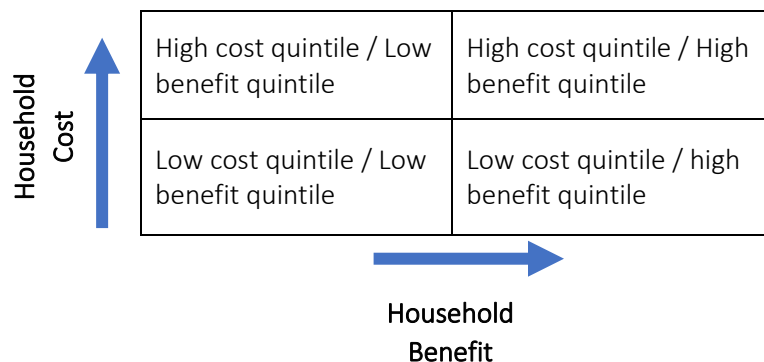 Household
Cost
High cost quintile / Low
benefit quintile
High cost quintile / High
benefit quintile
Low cost quintile / Low
benefit quintile
Low cost quintile / high
benefit quintile
Household
Benefit